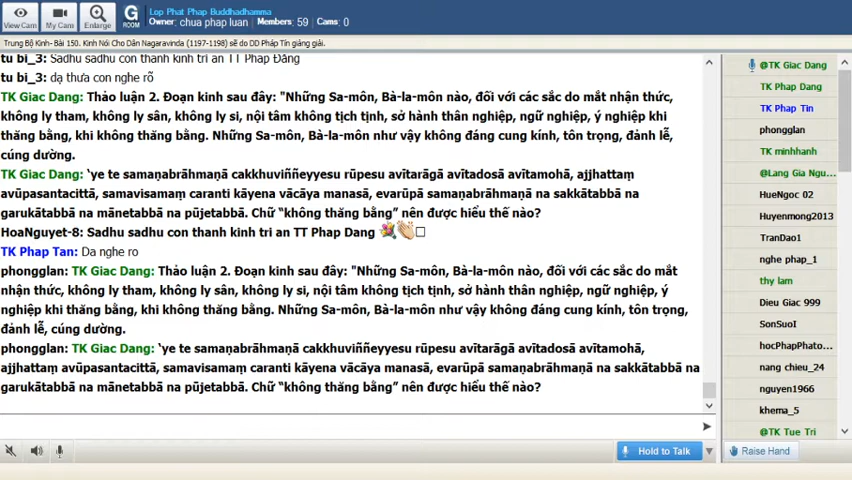 View Cam
My Cam
Enlarge
G
ROOM
Lop Phat Phap Buddhadhamma
Owner: chua phap luan Members: 59 Cams: 0
Trung Bộ Kinh- Bài 150. Kinh Nói Cho Dân Nagaravinda (1197-1198) sẽ do DD Pháp Tín giảng giải.
tu bi_3: Sadhu sadhu con thanh kinh tri an TT Phap Đăng
tu bi_3: dạ thưa con nghe rõ
TK Giac Dang: Thảo luận 2. Đoạn kinh sau đây: "Những Sa-môn, Bà-la-môn nào, đối với các sắc do mắt nhận thức,
không ly tham, không ly sân, không ly si, nội tâm không tịch tịnh, sở hành thân nghiệp, ngữ nghiệp, ý nghiệp khi
thăng bằng, khi không thăng bằng. Những Sa-môn, Bà-la-môn như vậy không đáng cung kính, tôn trọng, đảnh lễ,
cúng dường.
TK Giac Dang: ‘ye te samaṇabrāhmaṇā cakkhuviññeyyesu rūpesu avītarāgā avītadosā avītamohā, ajjhattaṃ
avūpasantacittā, samavisamaṃ caranti kāyena vācāya manasā, evarūpā samaṇabrāhmaṇā na sakkātabbā na
garukātabbā na mānetabbā na pūjetabbā. Chữ “không thăng bằng” nên được hiểu thế nào?
HoaNguyet-8: Sadhu sadhu con thanh kinh tri an TT Phap Dang
TK Phap Tan: Da nghe ro
phongglan: TK Giac Dang: Thảo luận 2. Đoạn kinh sau đây: "Những Sa-môn, Bà-la-môn nào, đối với các sắc do mắt
nhận thức, không ly tham, không ly sân, không ly si, nội tâm không tịch tịnh, sở hành thân nghiệp, ngữ nghiệp, ý
nghiệp khi thăng bằng, khi không thăng bằng. Những Sa-môn, Bà-la-môn như vậy không đáng cung kính, tôn trọng,
đảnh lễ, cúng dường.
phongglan: TK Giac Dang: ‘ye te samaṇabrāhmaṇā cakkhuviññeyyesu rūpesu avītarāgā avītadosā avītamohā,
ajjhattaṃ avūpasantacittā, samavisamaṃ caranti kāyena vācāya manasā, evarūpā samaṇabrāhmaṇā na sakkātabbā na
garukātabbā na mānetabbā na pūjetabbā. Chữ “không thăng bằng” nên được hiểu thế nào?
Hold to Talk
@TK Giac Dang
TK Phap Dang
TK Phap Tin
phongglan
TK minhhanh
@Lang Gia Ngu...
HueNgoc 02
Huyenmong2013
TranDao1
nghe phap_1
thy lam
Dieu Giac 999
SonSuoI
hocPhapPhato...
nang chieu_24
nguyen1966
khema_5
@TK Tue Tri
Raise Hand